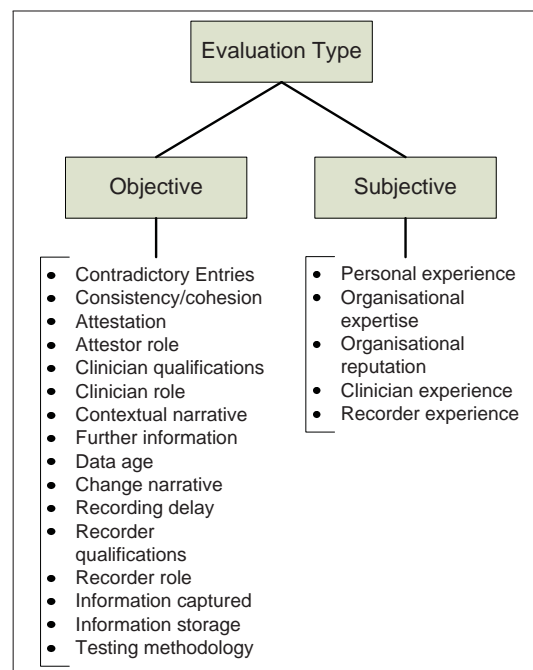 Evaluation Type
Objective
Subjective
• Contradictory Entries
• Consistency/cohesion
• Attestation
• Attestor role
• Clinician qualifications
• Clinician role
• Contextual narrative
• Further information
• Data age
• Change narrative
• Recording delay
• Recorder
qualifications
• Recorder role
• Information captured
• Information storage
• Testing methodology
• Personal experience
• Organisational
expertise
• Organisational
reputation
• Clinician experience
• Recorder experience